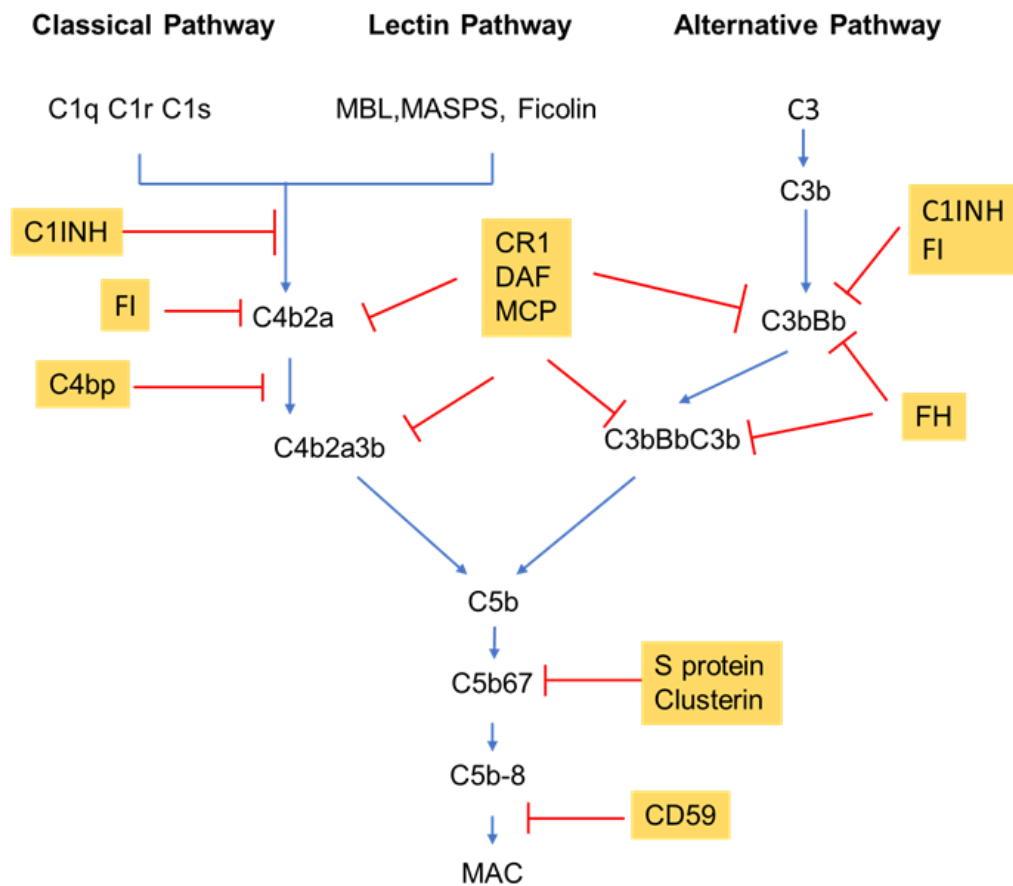 Classical Pathway
Lectin Pathway
Alternative Pathway
C1q C1r C1s
MBL,MASPS, Ficolin
C3
C3b
C1INH
C1INH
FI
CR1
DAF
MCP
FI
C4b2a
C3bBb
C4bp
FH
C4b2a3b
C3bBbC3b
C5b
C5b67
S protein
Clusterin
C5b-8
CD59
MAC